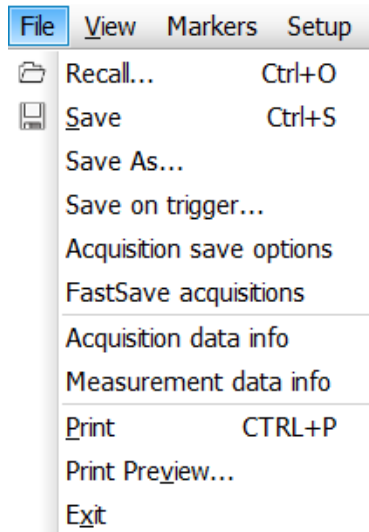 File View Markers Setup
Recall... Ctrl+O
Save Ctrl+S
Save As...
Save on trigger...
Acquisition save options
FastSave acquisitions
Acquisition data info
Measurement data info
Print CTRL+P
Print Preview...
Exit